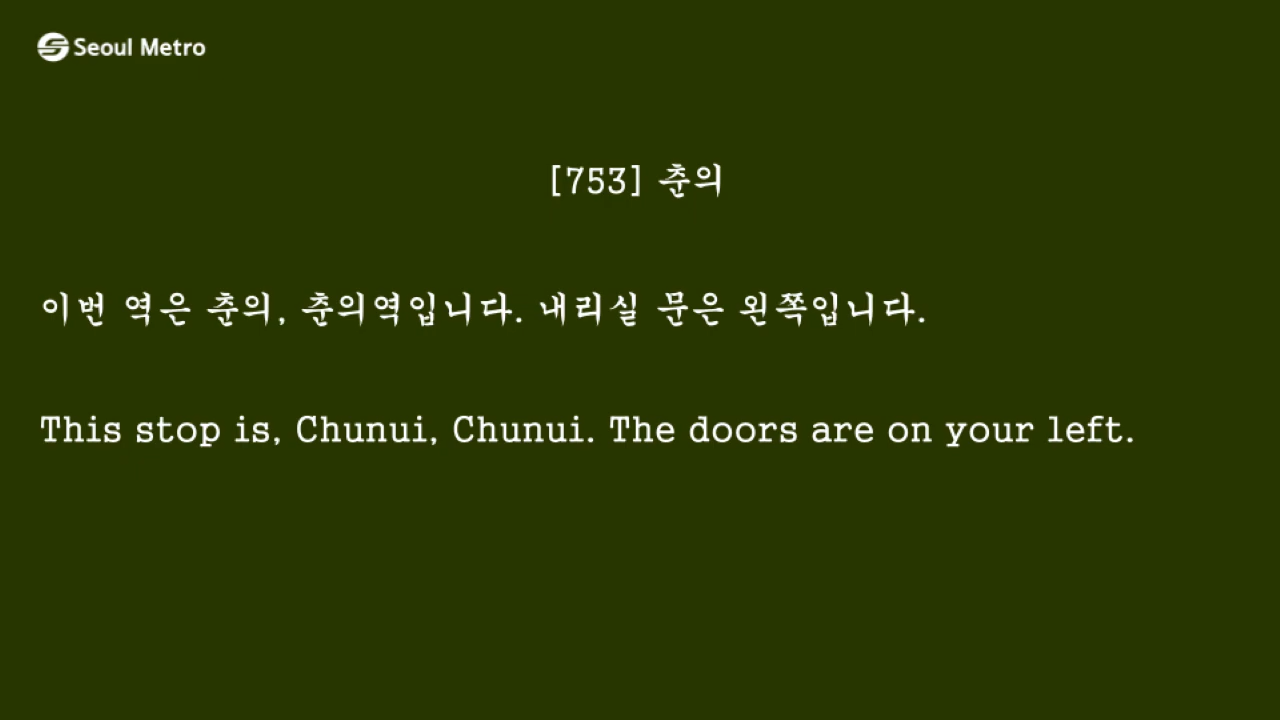 Seoul Metro
[753] 춘의
이번 역은 춘의, 춘의역입니다. 내리실 문은 왼쪽입니다.
This stop is, Chunui, Chunui. The doors are on your left.